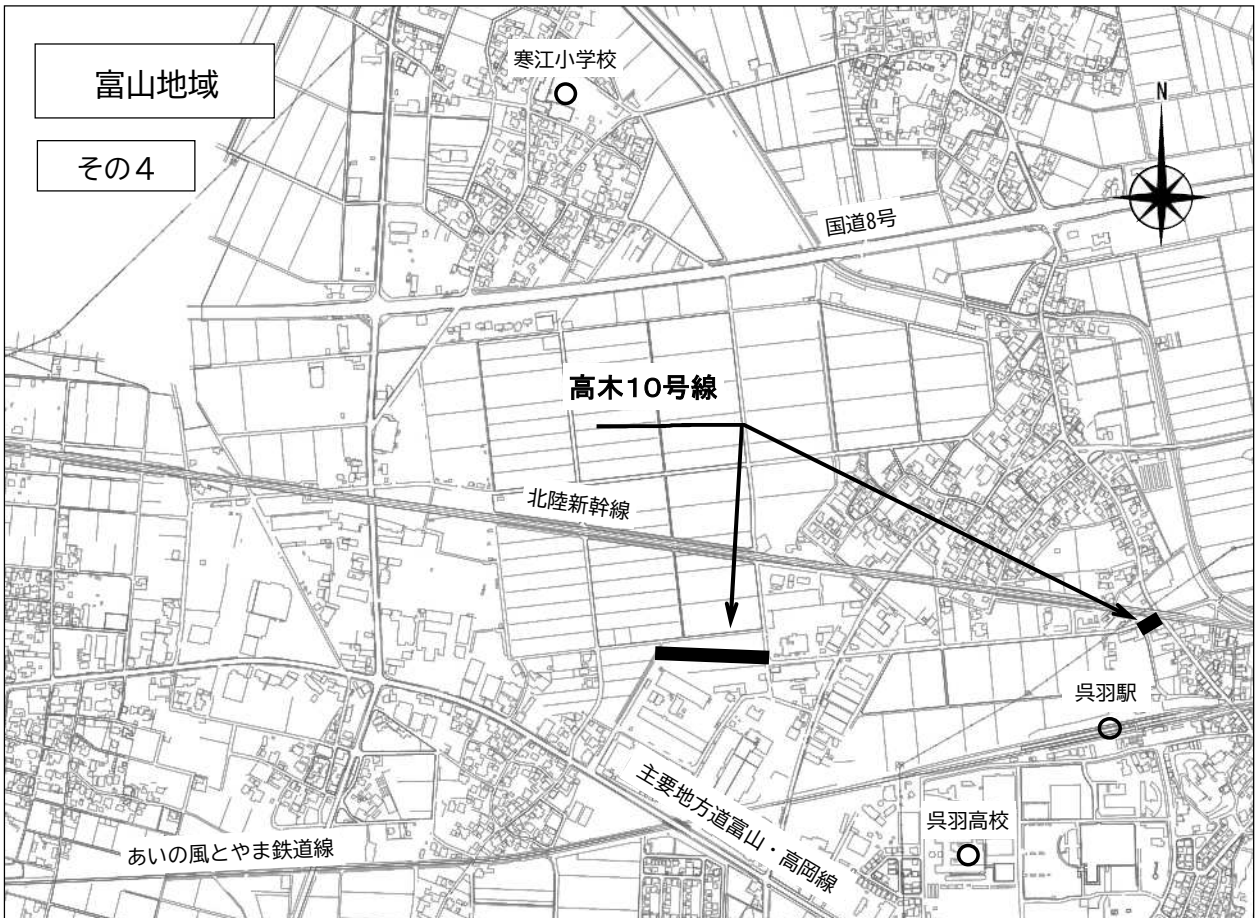 富山地域
その４
寒江小学校
N
国道8号
高木１０号線
北陸新幹線
呉羽駅
主要地方道富山・高岡線
呉羽高校
あいの風とやま鉄道線